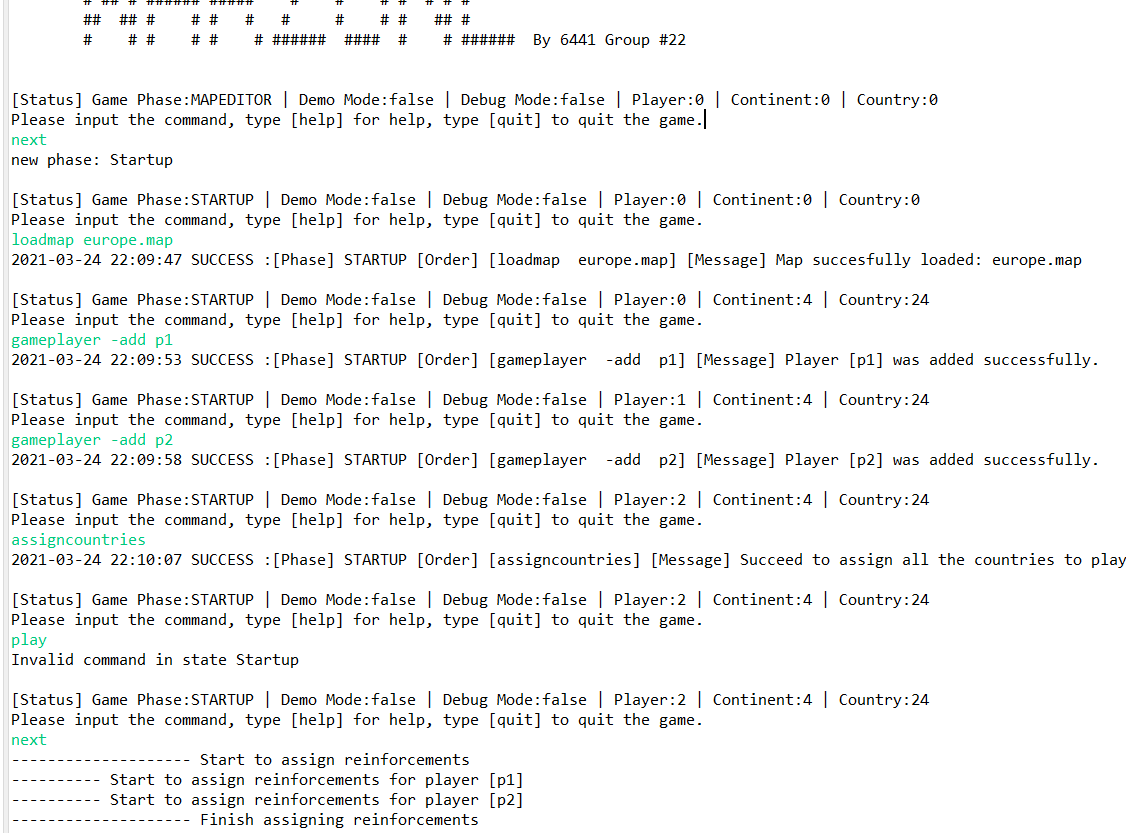 # ## # ###### ##### # # # # # # #
## ## # # # # # # # # ## #
# # # # # # ###### #### # # ###### By 6441 Group #22
[Status] Game Phase:MAPEDITOR | Demo Mode:false | Debug Mode:false | Player:0 | Continent:0 | Country:0
Please input the command, type [help] for help, type [quit] to quit the game.
next
new phase: Startup
[Status] Game Phase:STARTUP | Demo Mode:false | Debug Mode:false | Player:0 | Continent:0 | Country:0
Please input the command, type [help] for help, type [quit] to quit the game.
loadmap europe.map
2021-03-24 22:09:47 SUCCESS :[Phase] STARTUP [Order] [loadmap  europe.map] [Message] Map succesfully loaded: europe.map
[Status] Game Phase:STARTUP | Demo Mode:false | Debug Mode:false | Player:0 | Continent:4 | Country:24
Please input the command, type [help] for help, type [quit] to quit the game.
gameplayer -add p1
2021-03-24 22:09:53 SUCCESS :[Phase] STARTUP [Order] [gameplayer  -add  p1] [Message] Player [p1] was added successfully.
[Status] Game Phase:STARTUP | Demo Mode:false | Debug Mode:false | Player:1 | Continent:4 | Country:24
Please input the command, type [help] for help, type [quit] to quit the game.
gameplayer -add p2
2021-03-24 22:09:58 SUCCESS :[Phase] STARTUP [Order] [gameplayer  -add  p2] [Message] Player [p2] was added successfully.
[Status] Game Phase:STARTUP | Demo Mode:false | Debug Mode:false | Player:2 | Continent:4 | Country:24
Please input the command, type [help] for help, type [quit] to quit the game.
assigncountries
2021-03-24 22:10:07 SUCCESS :[Phase] STARTUP [Order] [assigncountries] [Message] Succeed to assign all the countries to play
[Status] Game Phase:STARTUP | Demo Mode:false | Debug Mode:false | Player:2 | Continent:4 | Country:24
Please input the command, type [help] for help, type [quit] to quit the game.
play
Invalid command in state Startup
[Status] Game Phase:STARTUP | Demo Mode:false | Debug Mode:false | Player:2 | Continent:4 | Country:24
Please input the command, type [help] for help, type [quit] to quit the game.
next
-------------------- Start to assign reinforcements
---------- Start to assign reinforcements for player [p1]
---------- Start to assign reinforcements for player [p2]
-------------------- Finish assigning reinforcements